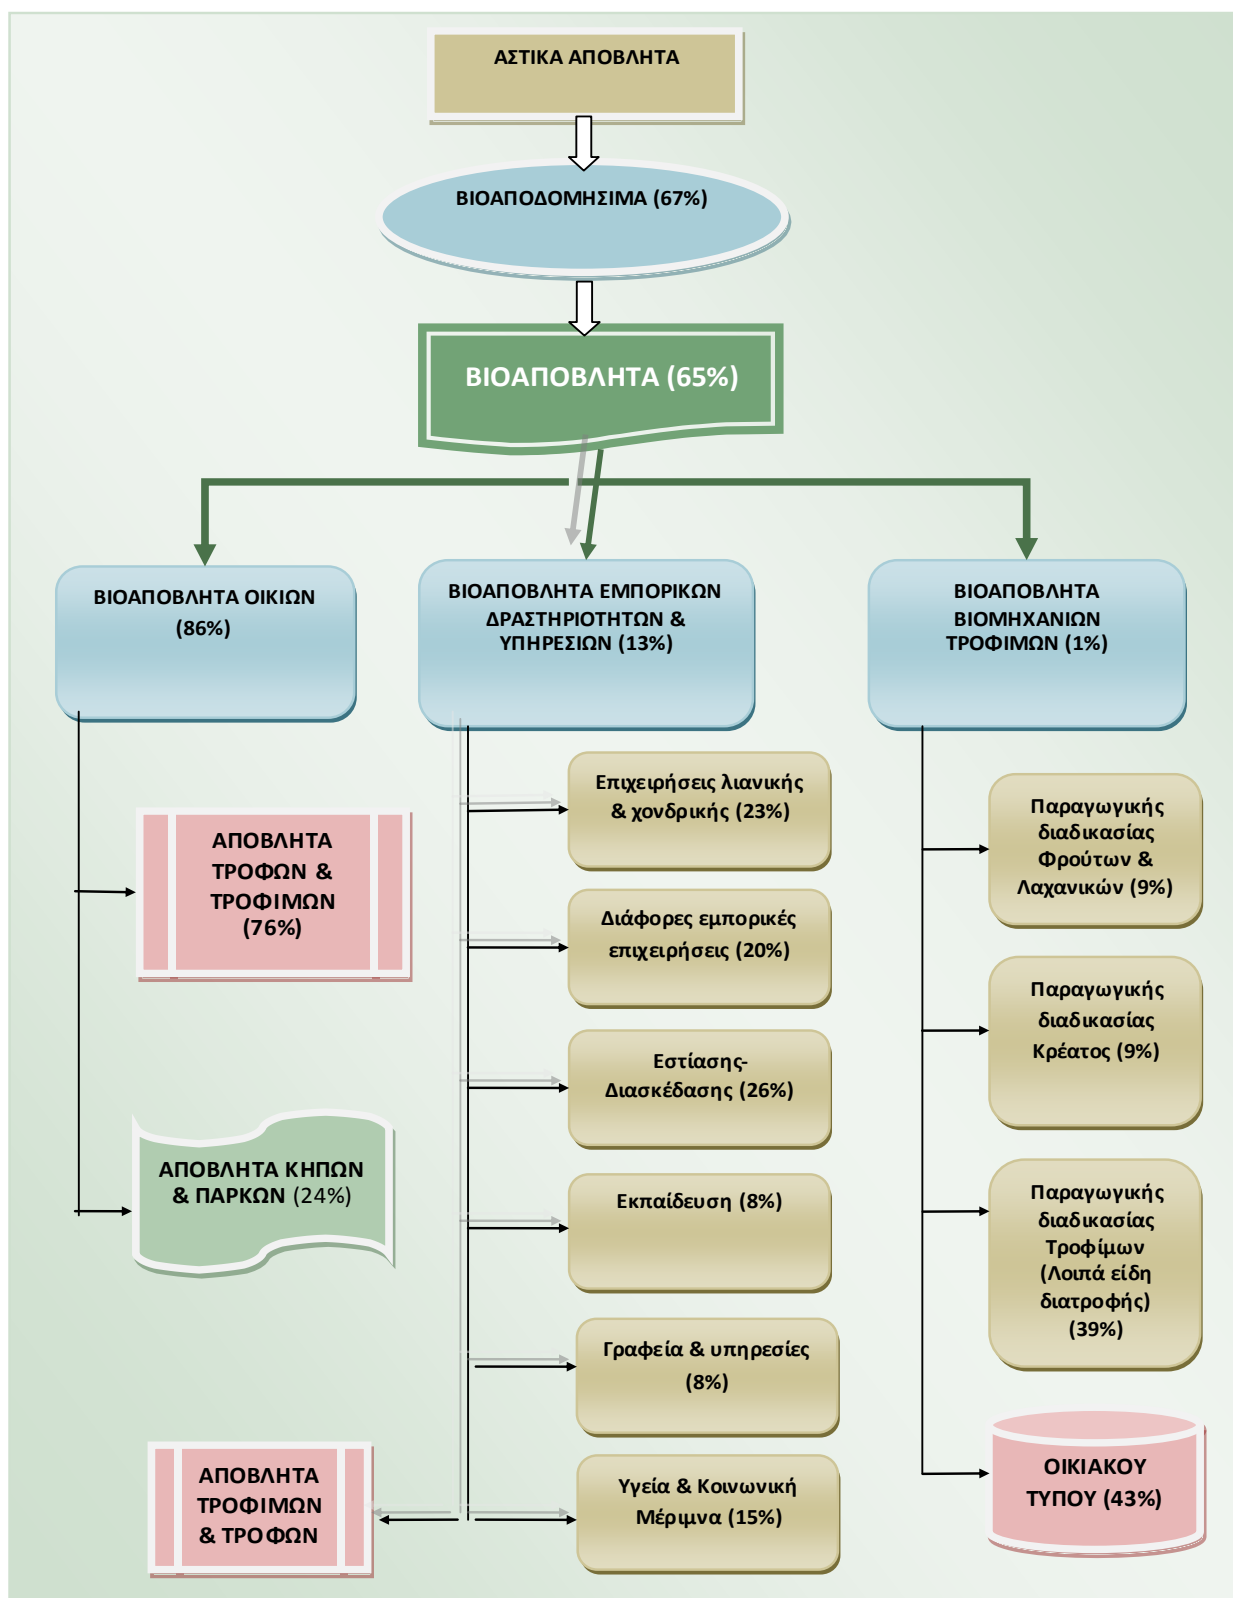 ΑΣΤΙΚΑ ΑΠΟΒΛΗΤΑ
ΒΙΟΑΠΟΔΟΜΗΣΙΜΑ (67%)
ΒΙΟΑΠΟΒΛΗΤΑ (65%)
ΒΙΟΑΠΟΒΛΗΤΑ ΟΙΚΙΩΝ
(86%)
ΑΠΟΒΛΗΤΑ
ΤΡΟΦΩΝ &
ΤΡΟΦΙΜΩΝ
(76%)
ΑΠΟΒΛΗΤΑ ΚΗΠΩΝ
& ΠΑΡΚΩΝ (24%)
ΒΙΟΑΠΟΒΛΗΤΑ ΕΜΠΟΡΙΚΩΝ
ΔΡΑΣΤΗΡΙΟΤΗΤΩΝ &
ΥΠΗΡΕΣΙΩΝ (13%)
Επιχειρήσεις λιανικής
& χονδρικής (23%)
Διάφορες εμπορικές
επιχειρήσεις (20%)
Εστίασης-
Διασκέδασης (26%)
Εκπαίδευση (8%)
Γραφεία & υπηρεσίες
(8%)
Υγεία & Κοινωνική
Μέριμνα (15%)
ΑΠΟΒΛΗΤΑ
ΤΡΟΦΙΜΩΝ
& ΤΡΟΦΩΝ
ΒΙΟΑΠΟΒΛΗΤΑ
ΒΙΟΜΗΧΑΝΙΩΝ
ΤΡΟΦΙΜΩΝ (1%)
Παραγωγικής
διαδικασίας
Φρούτων &
Λαχανικών (9%)
Παραγωγικής
διαδικασίας
Κρέατος (9%)
Παραγωγικής
διαδικασίας
Τροφίμων
(Λοιπά είδη
διατροφής)
(39%)
ΟΙΚΙΑΚΟΥ
ΤΥΠΟΥ (43%)